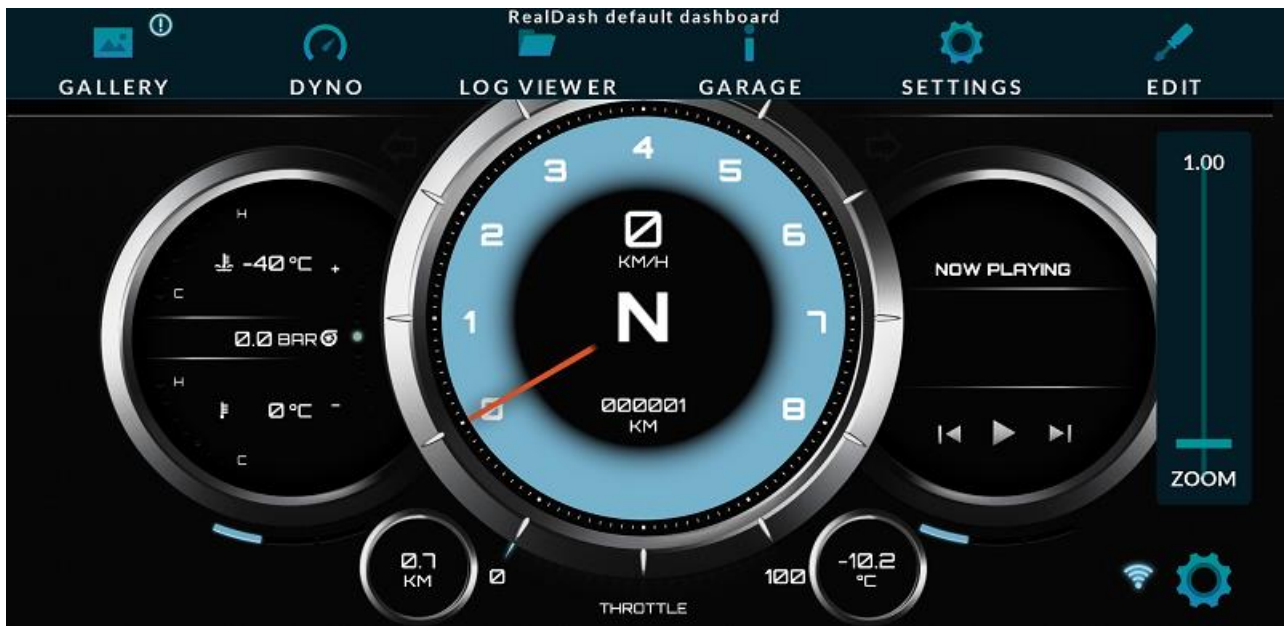 RealDash default dashboard
GALLERY
DYNO
LOG VIEWER
GARAGE
SETTINGS
EDIT
H
-40 °C +
C
0.0 BAR
H
0 °C -
C
0
1
2
3
4
5
6
7
8
0
KM/H
N
000001
KM
NOW PLAYING
1.00
ZOOM
0.7
KM
0
THROTTLE
100
-10.2
°C